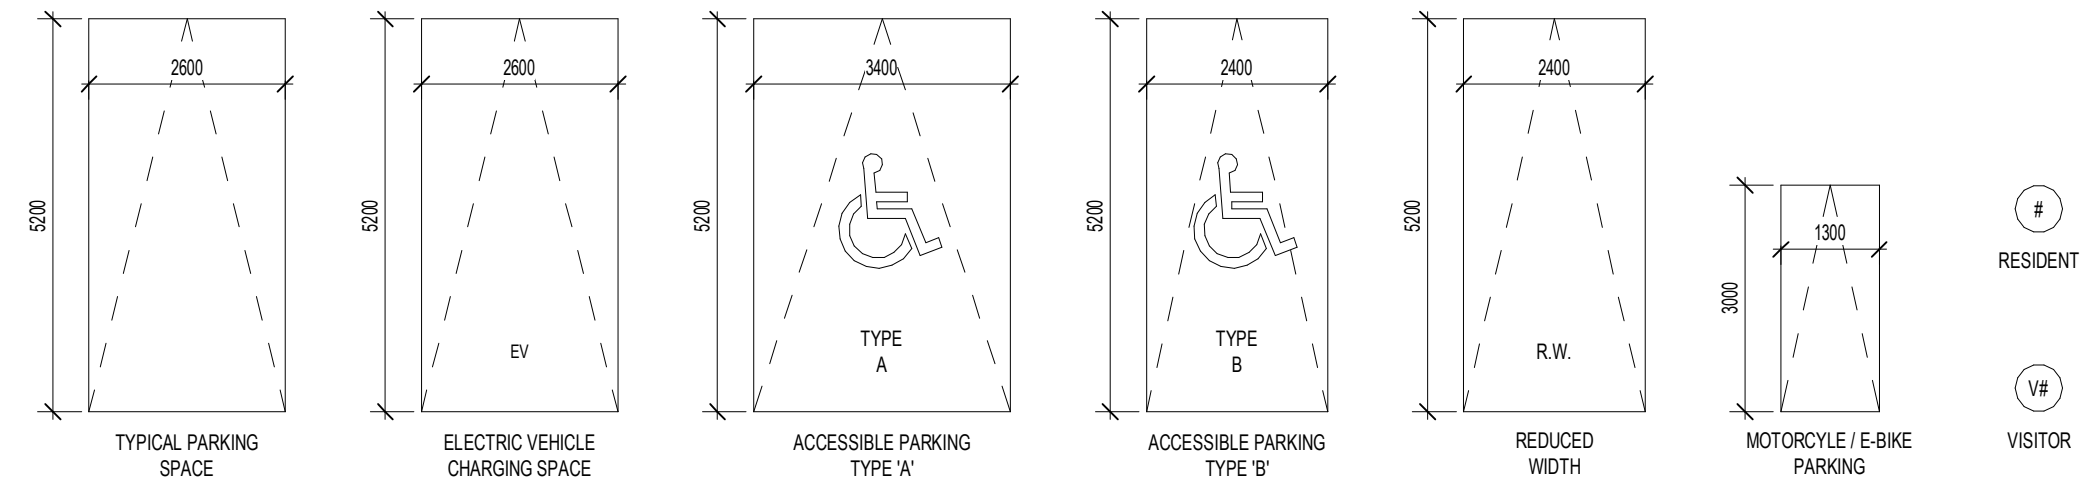 2600
5200
TYPICAL PARKING
SPACE
2600
5200
EV
ELECTRIC VEHICLE
CHARGING SPACE
3400
5200
TYPE
A
ACCESSIBLE PARKING
TYPE 'A'
2400
5200
TYPE
B
ACCESSIBLE PARKING
TYPE 'B'
2400
5200
R.W.
REDUCED
WIDTH
1300
3000
MOTORCYLE / E-BIKE
PARKING
#
RESIDENT
V#
VISITOR